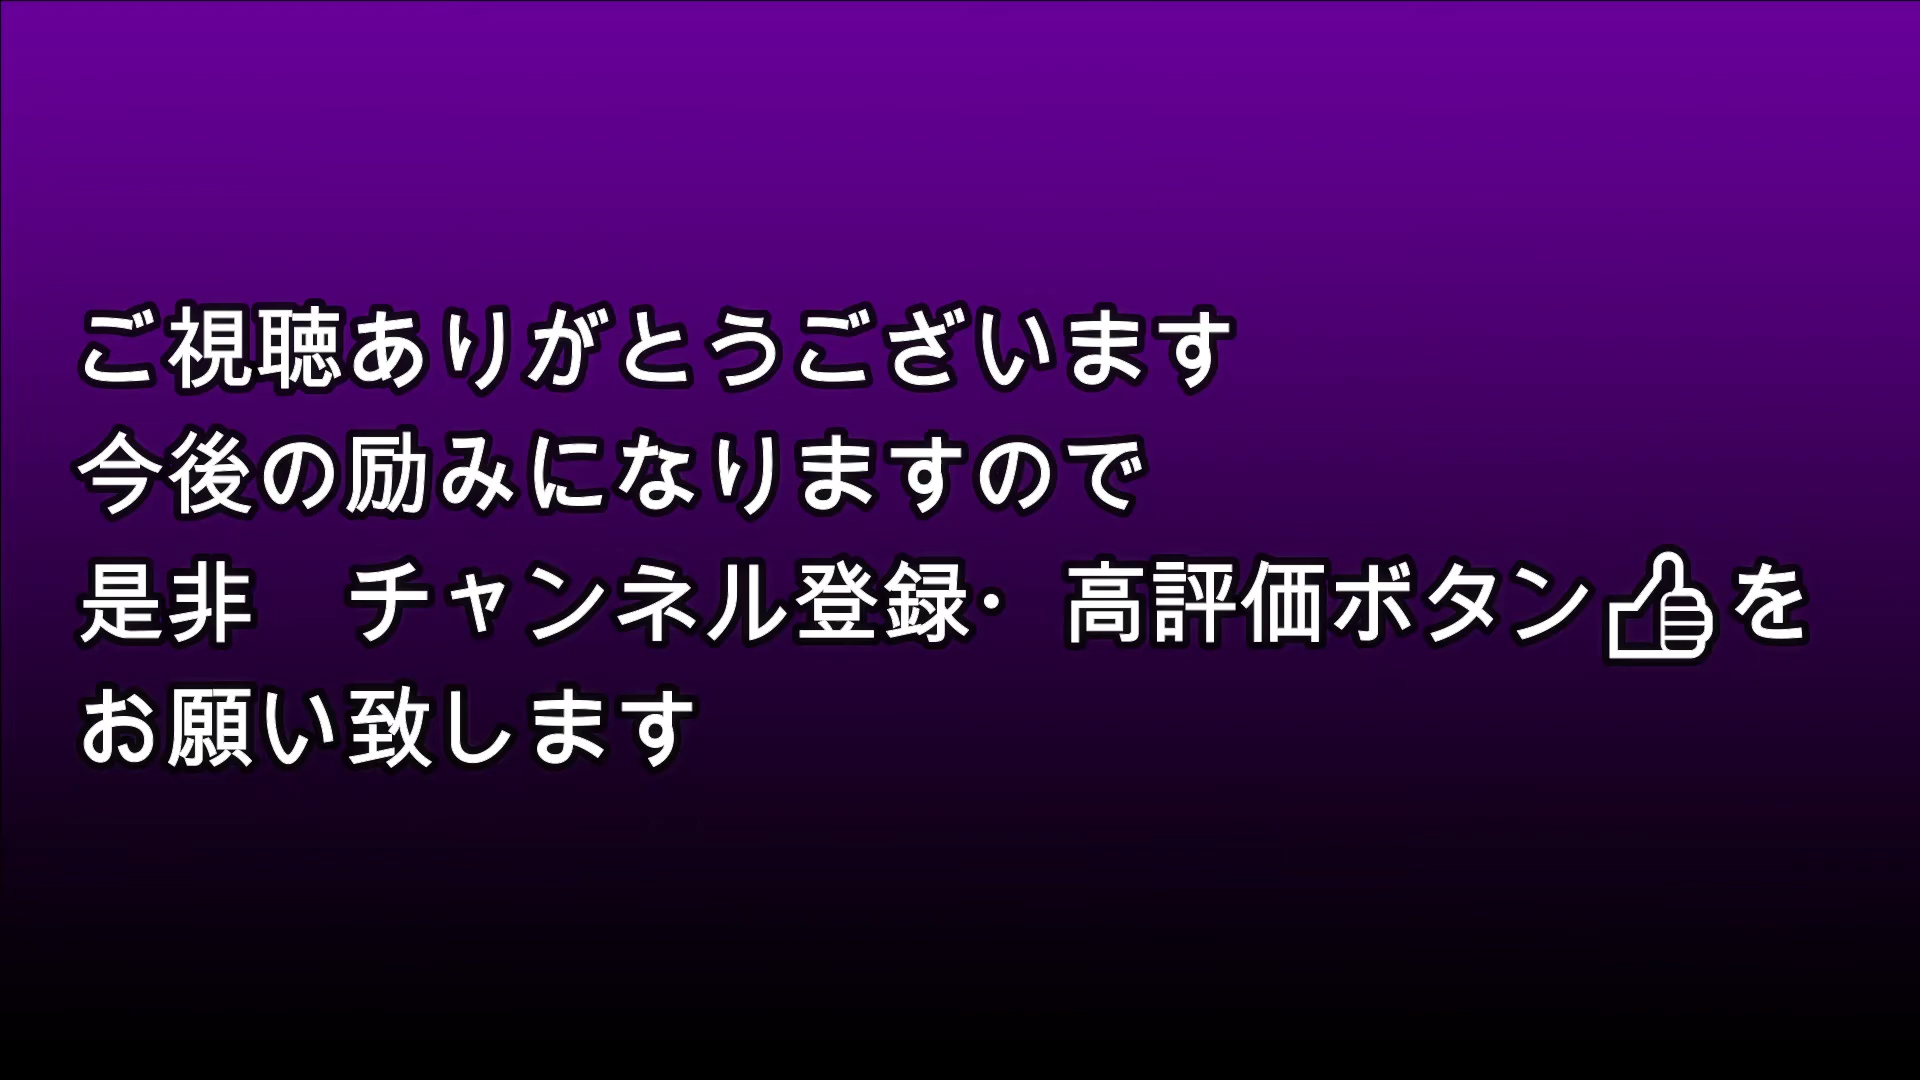 ご視聴ありがとうございます
今後の励みになりますので
是非　チャンネル登録・ 高評価ボタン👍を
お願い致します